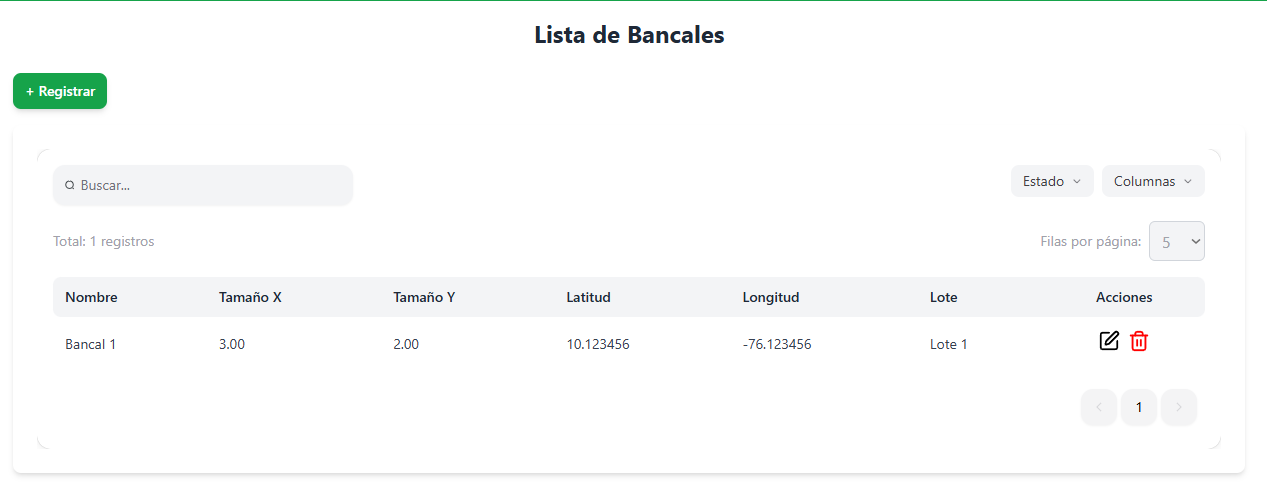 Lista de Bancales
+ Registrar
Buscar...
Estado
Columnas
Total: 1 registros
Filas por página: 5
Nombre Tamaño X Tamaño Y Latitud Longitud Lote Acciones
Bancal 1 3.00 2.00 10.123456 -76.123456 Lote 1
1